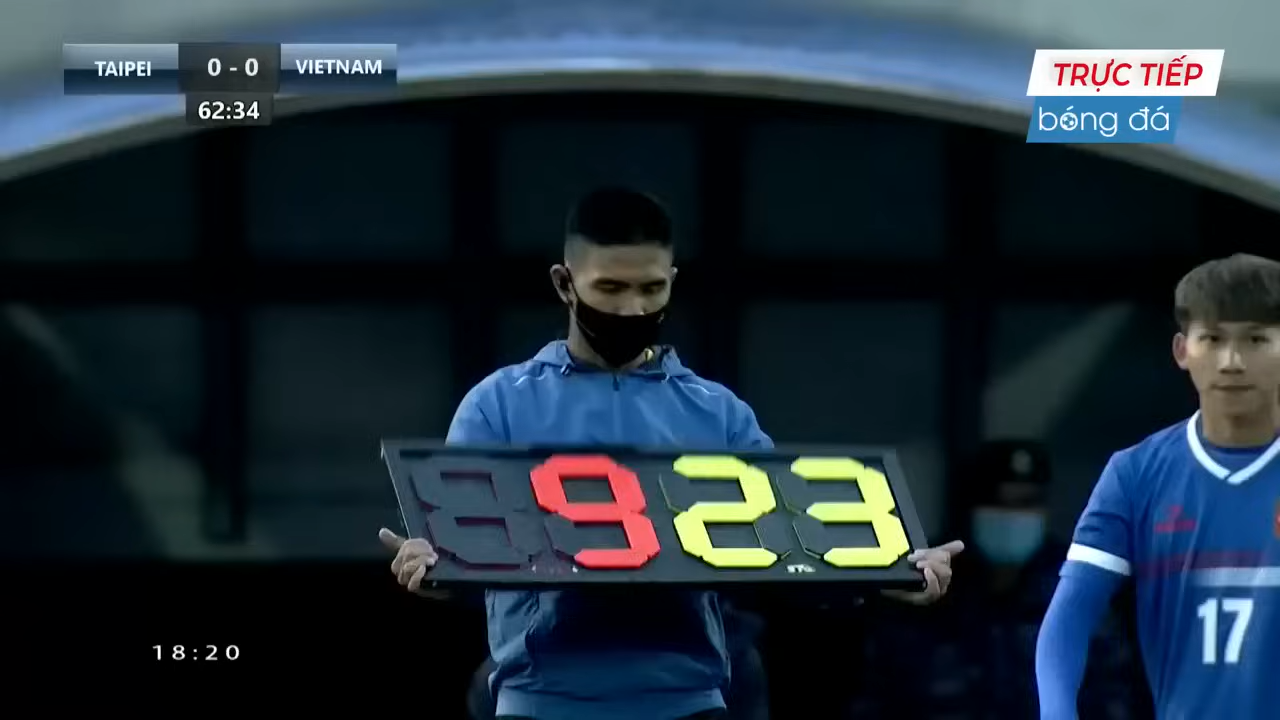 TAIPEI 0 - 0 VIETNAM
62:34
TRỰC TIẾP
bóng đá
9 23
17
18:20